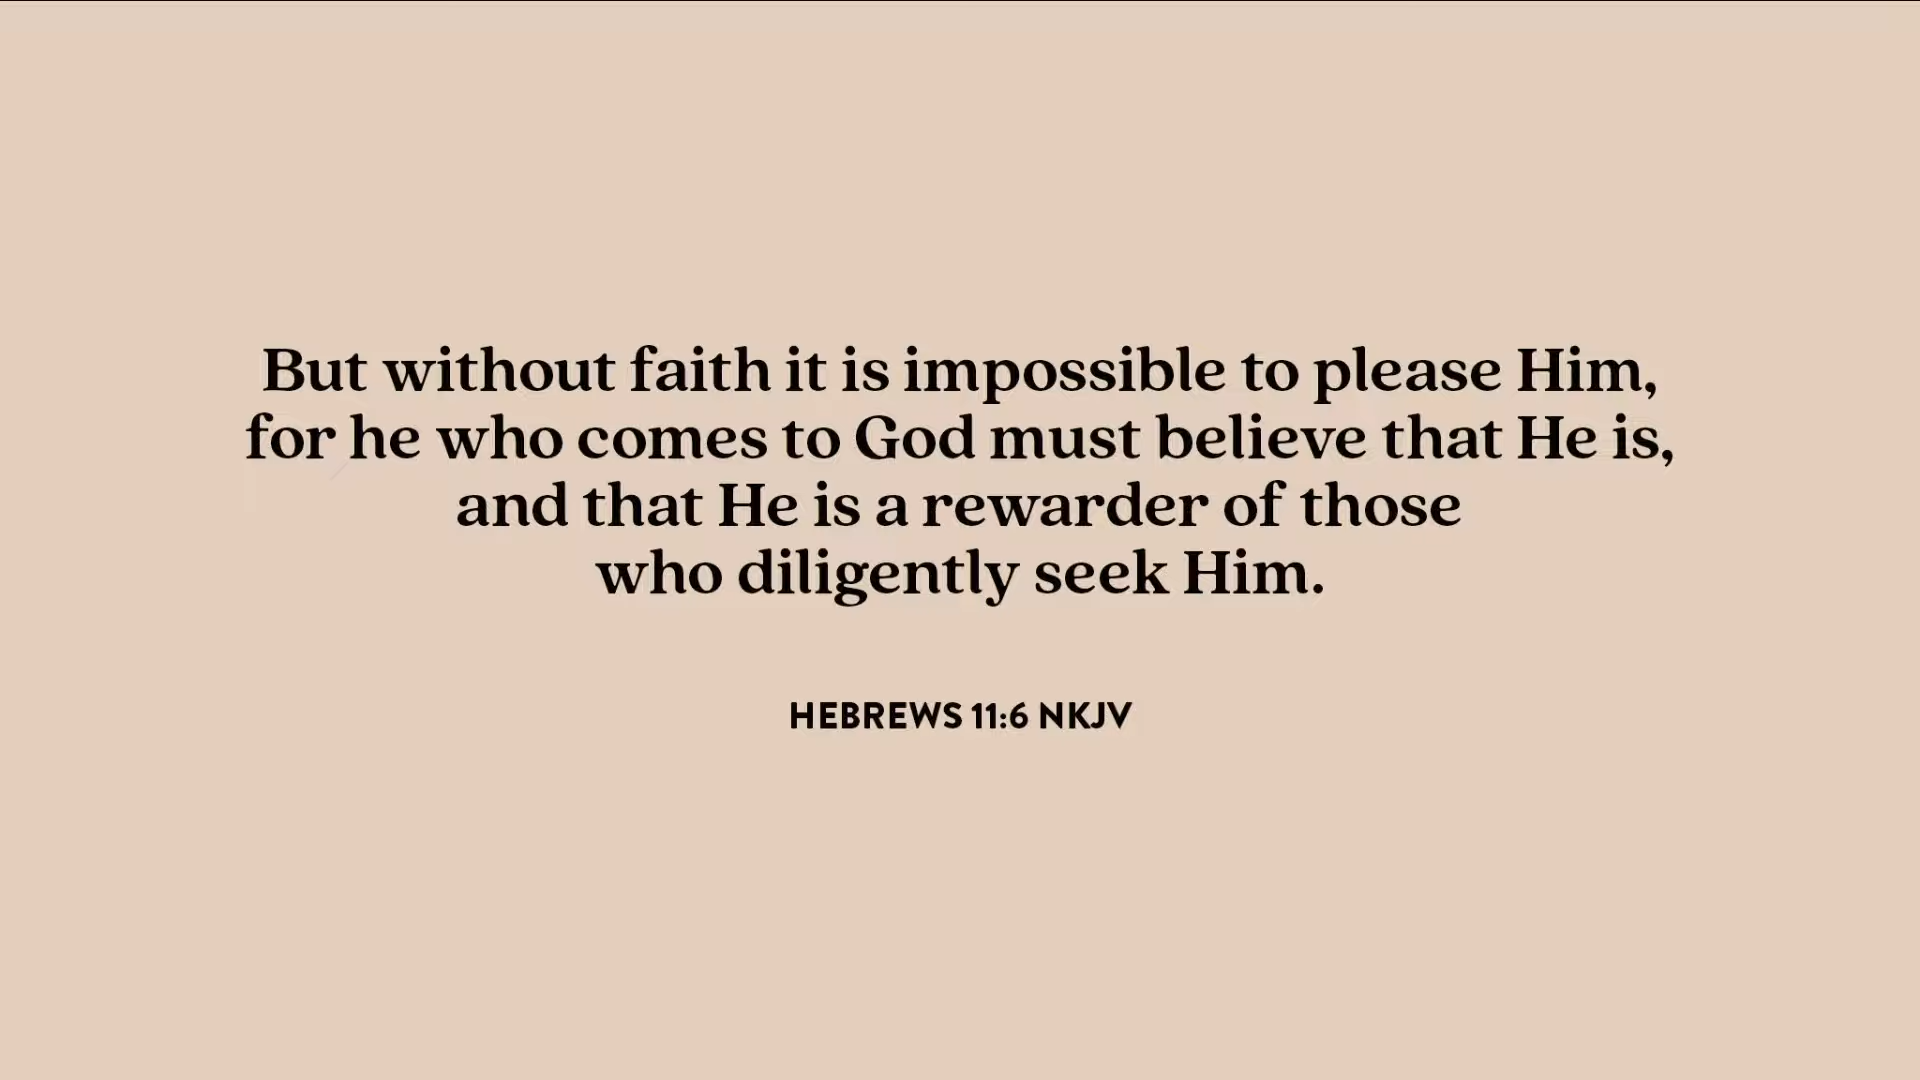 But without faith it is impossible to please Him,
for he who comes to God must believe that He is,
and that He is a rewarder of those
who diligently seek Him.
HEBREWS 11:6 NKJV